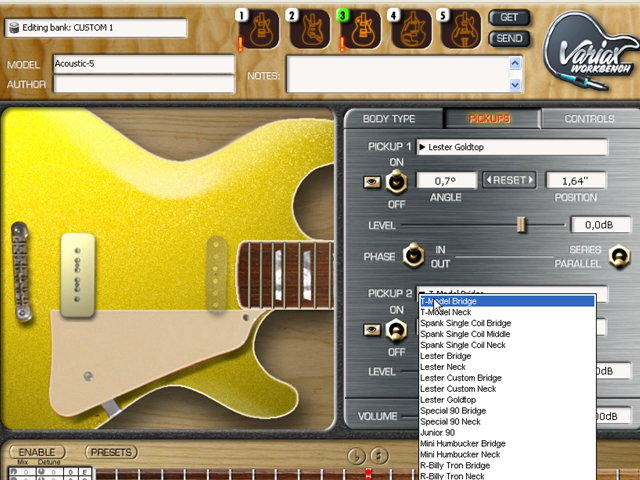 Editing bank: CUSTOM 1
1 2 3 4 5
GET
SEND
Variax
WORKBENCH
MODEL Acoustic-5
AUTHOR
NOTES:
BODY TYPE PICKUPS CONTROLS
PICKUP 1 Lester Goldtop
ON
0,7° RESET 1,64"
OFF ANGLE POSITION
LEVEL 0,0dB
PHASE IN SERIES
OUT PARALLEL
PICKUP 2 T-Model Bridge
T-Model Bridge
ON
T-Model Neck
Spank Single Coil Bridge
Spank Single Coil Middle
Spank Single Coil Neck
OFF
Lester Bridge
Lester Neck
LEVEL
Lester Custom Bridge
Lester Custom Neck
Lester Goldtop
Special 90 Bridge
VOLUME
Special 90 Neck
Junior 90
Mini Humbucker Bridge
Mini Humbucker Neck
R-Billy Tron Bridge
R-Billy Tron Neck
ENABLE PRESETS
Mix Detune